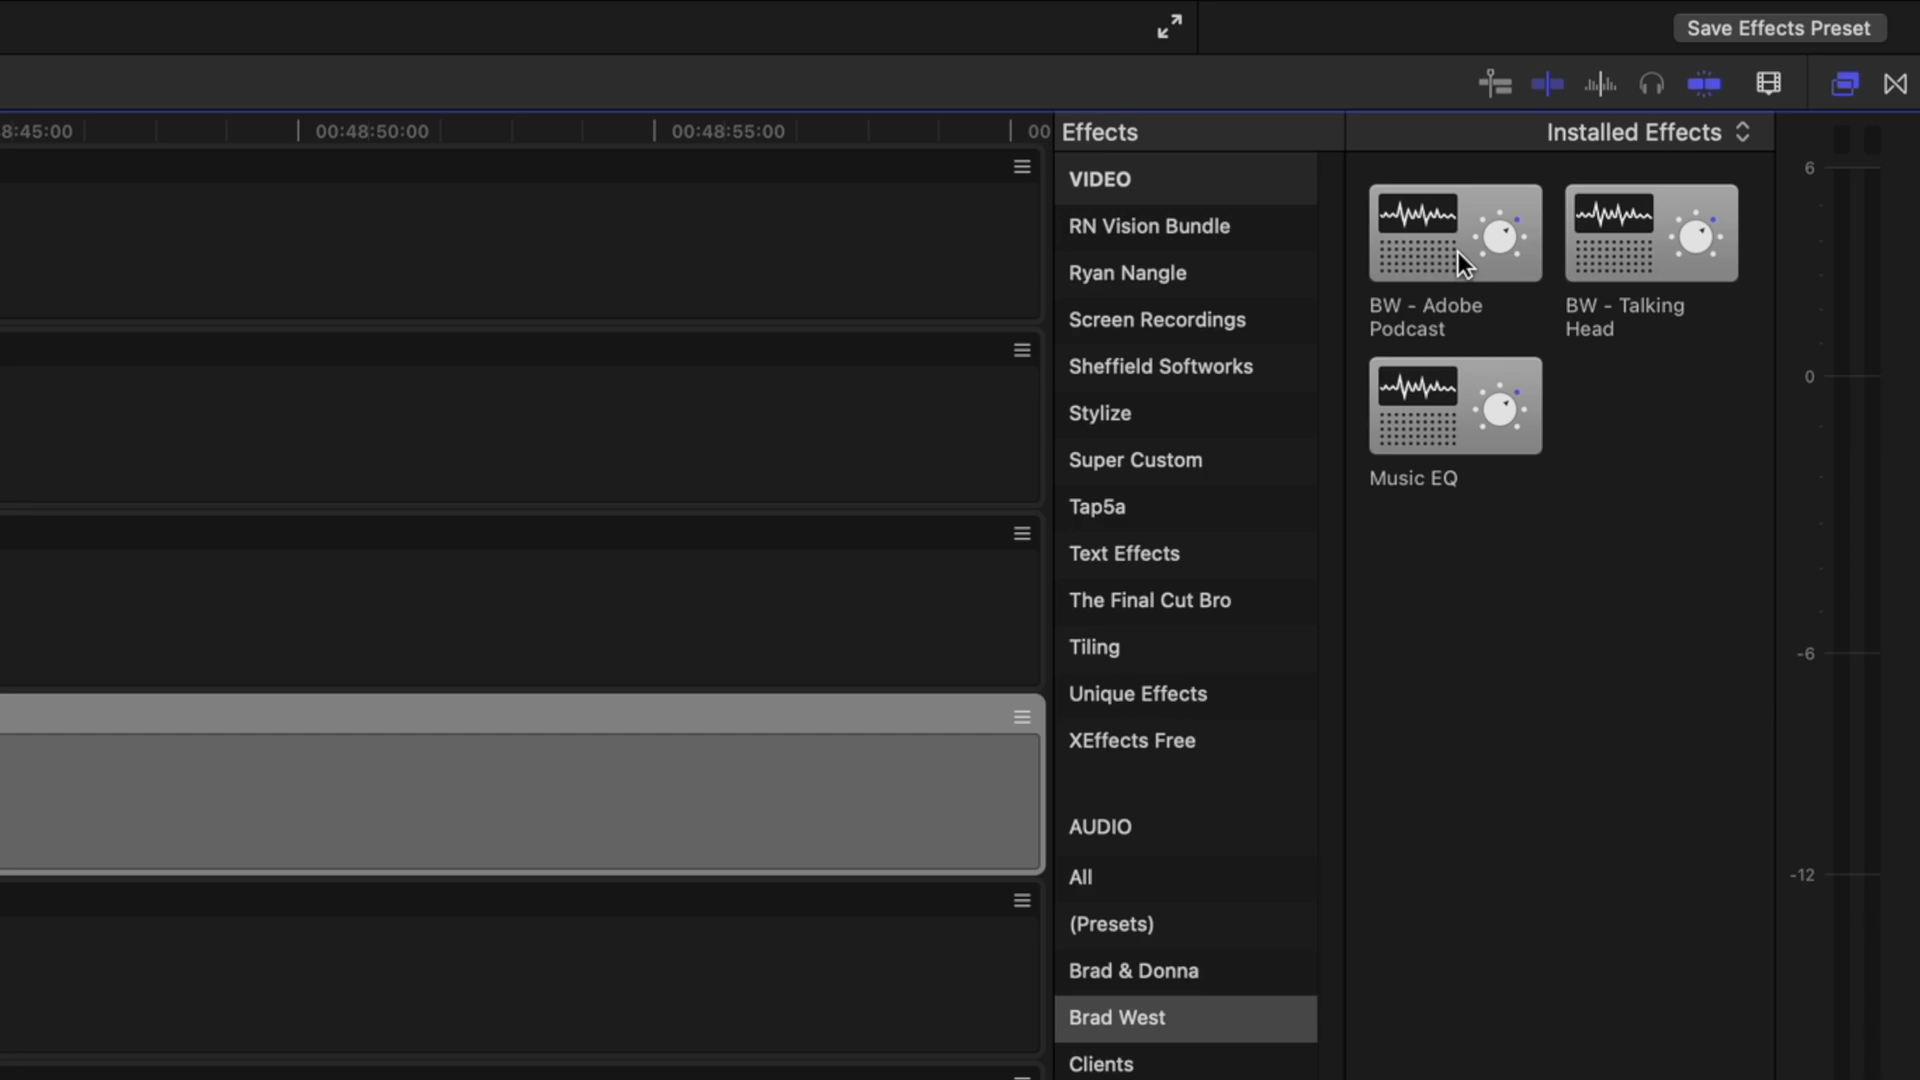 Save Effects Preset
8:45:00
00:48:50:00
00:48:55:00
00
Effects
Installed Effects
VIDEO
RN Vision Bundle
Ryan Nangle
Screen Recordings
Sheffield Softworks
Stylize
Super Custom
Tap5a
Text Effects
The Final Cut Bro
Tiling
Unique Effects
XEffects Free
AUDIO
All
(Presets)
Brad & Donna
Brad West
Clients
BW - Adobe
Podcast
BW - Talking
Head
Music EQ
6
0
-6
-12